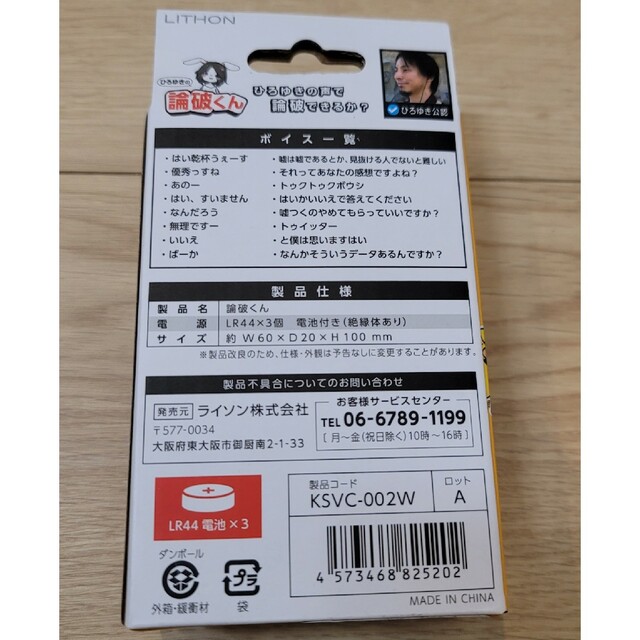 LITHON
ひろゆきの
論破くん
ひろゆきの声で
論破できるか?
ひろゆき公認
ボイス一覧
・はい乾杯うぇーす
・優秀っすね
・あのー
・はい、すいません
・なんだろう
・無理ですー
・いいえ
・ばーか
・嘘は嘘であるとか、見抜ける人でないと難しい
・それってあなたの感想ですよね?
・トゥクトゥクボウシ
・はいかいいえで答えてください
・嘘つくのやめてもらっていいですか?
・トゥイッター
・と僕は思いますはい
・なんかそういうデータあるんですか?
製品仕様
製品名 論破くん
電源 LR44×3個 電池付き(絶縁体あり)
サイズ 約 W60×D20×H100mm
※製品改良のため、仕様・外観は予告なしに変更することがあります。
製品不具合についてのお問い合わせ
発売元 ライソン株式会社
〒577-0034
大阪府東大阪市御厨南2-1-33
お客様サービスセンター
TEL 06-6789-1199
[月〜金(祝日除く)10時〜16時]
LR44 電池×3
ダンボール
外箱・緩衝材
プラ
袋
製品コード
KSVC-002W
ロット
A
4 573468 825202
MADE IN CHINA